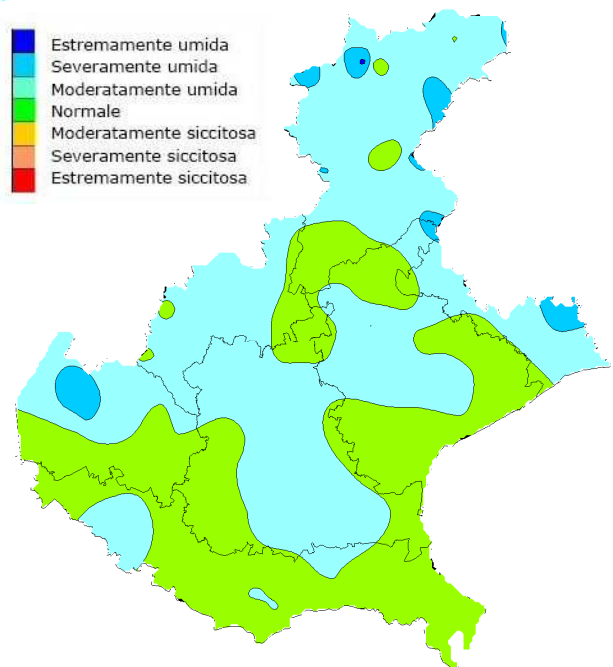 Estremamente umida
Severamente umida
Moderatamente umida
Normale
Moderatamente siccitosa
Severamente siccitosa
Estremamente siccitosa